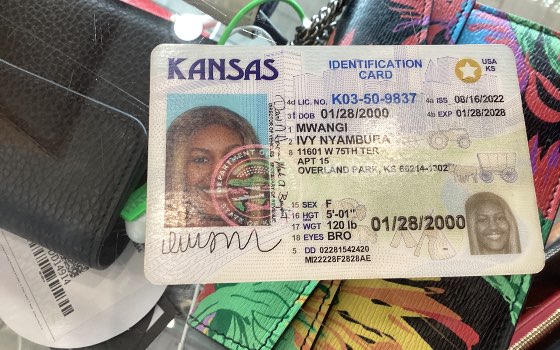 KANSAS
IDENTIFICATION CARD
USA
KS
4d LIC. NO. K03-50-9837 4a ISS 08/16/2022
3 DOB 01/28/2000 4b EXP 01/28/2028
1 MWANGI
2 IVY NYAMBURA
8 11601 W 75TH TER
APT 15
OVERLAND PARK, KS 66214-1302
15 SEX F
16 HGT 5'-01"
17 WGT 120 lb
18 EYES BRO
01/28/2000
5 DD 02281542420
MI22228F2828AE